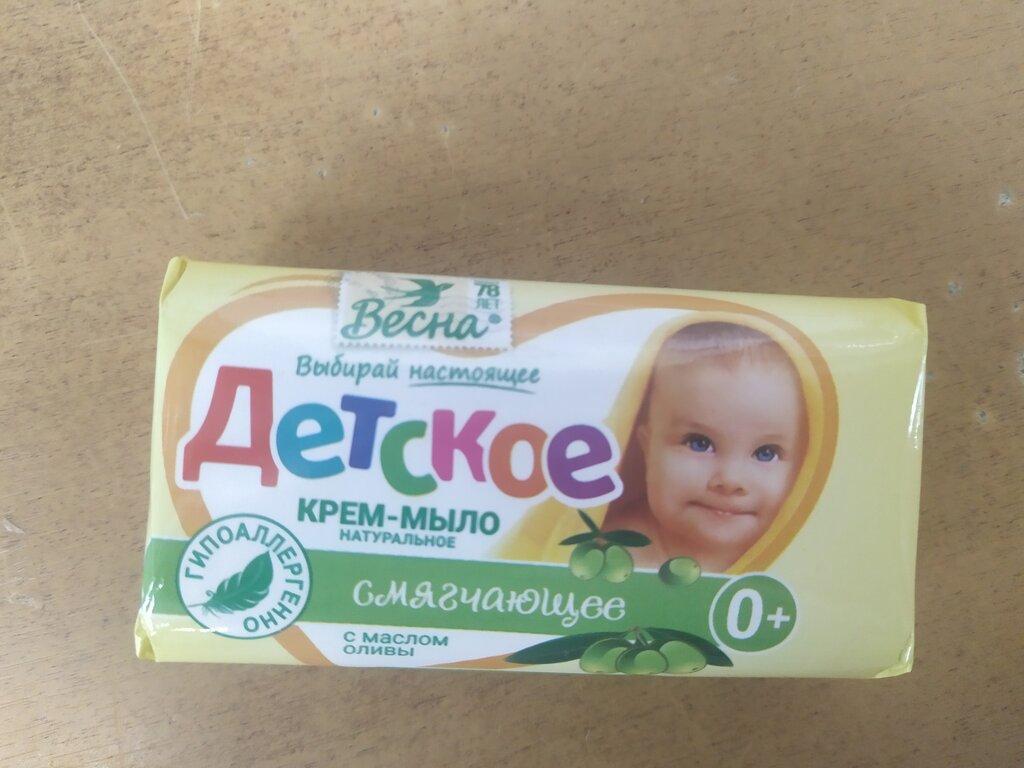 78
ЛЕТ
Весна
Выбирай настоящее
Детское
КРЕМ-МЫЛО
НАТУРАЛЬНОЕ
ГИПОАЛЛЕРГЕННО
смягчающее
0+
с маслом
оливы